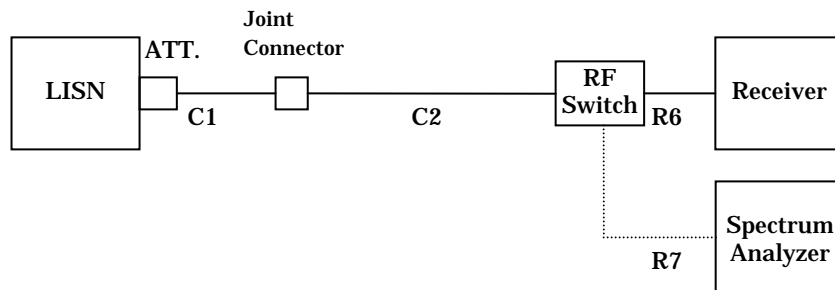 Joint
Connector
ATT.
LISN
C1
C2
RF
Switch
R6
Receiver
Spectrum
Analyzer
R7